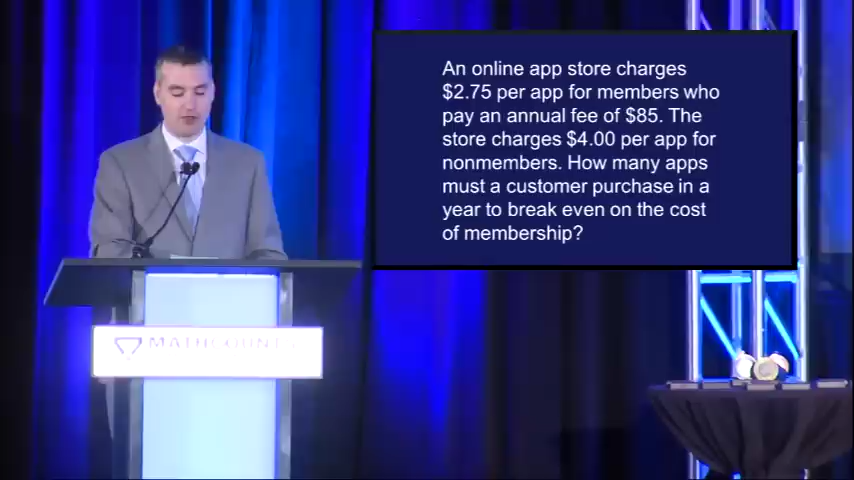 An online app store charges
$2.75 per app for members who
pay an annual fee of $85. The
store charges $4.00 per app for
nonmembers. How many apps
must a customer purchase in a
year to break even on the cost
of membership?